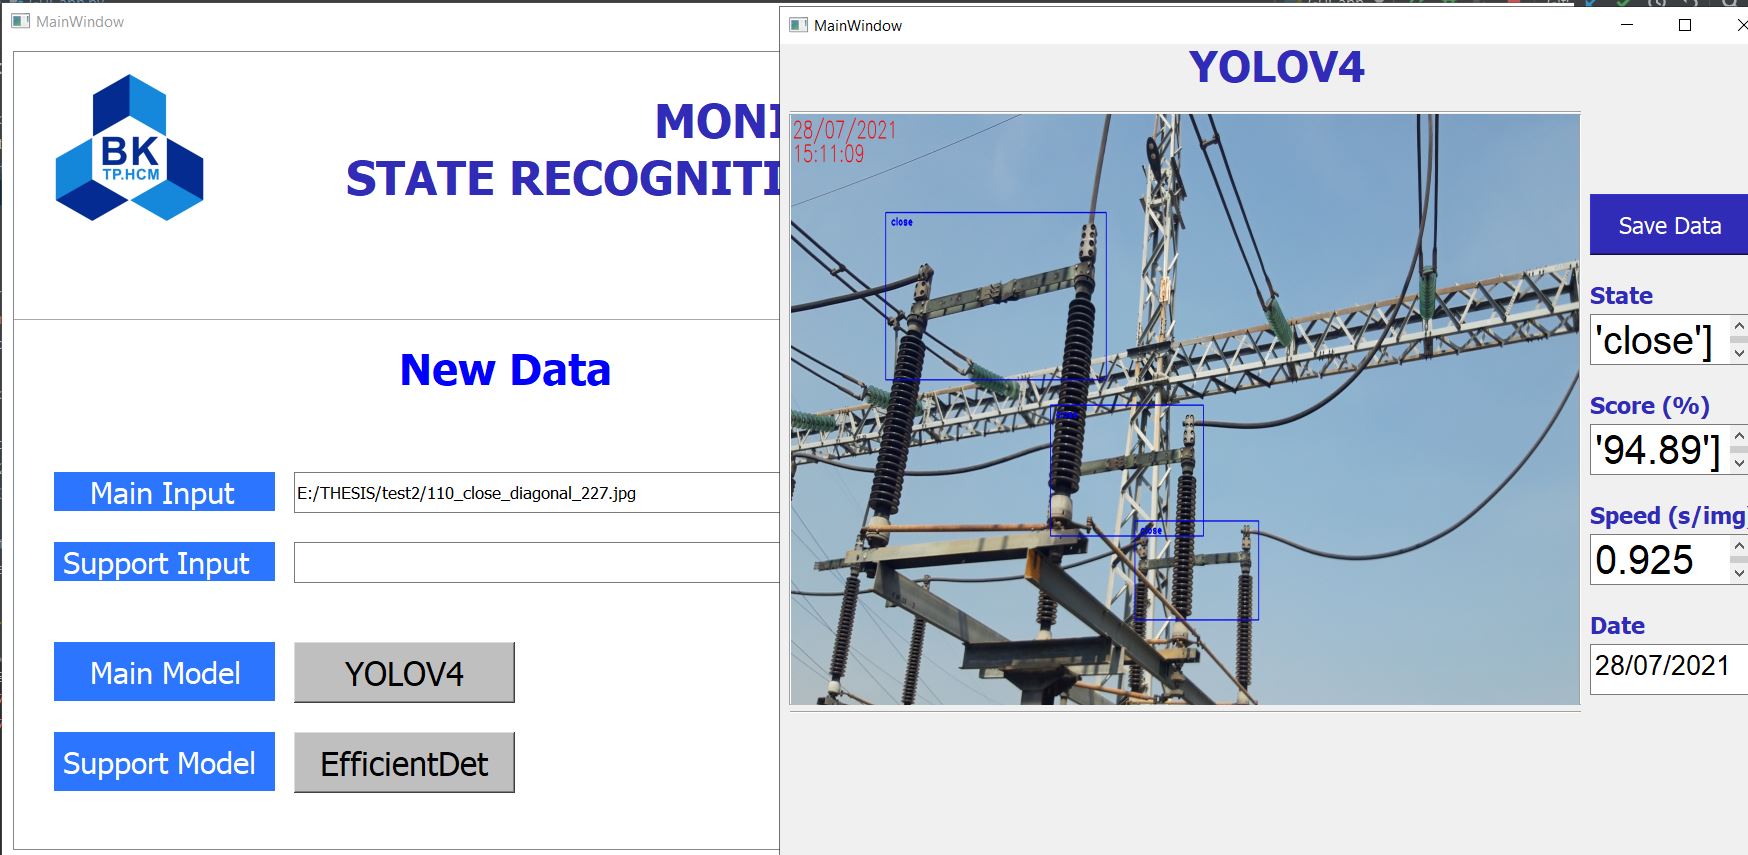 MainWindow
BK
TP.HCM
MONI
STATE RECOGNITI
New Data
Main Input
E:/THESIS/test2/110_close_diagonal_227.jpg
Support Input
Main Model
YOLOV4
Support Model
EfficientDet
MainWindow
YOLOV4
28/07/2021
15:11:09
close
close
close
Save Data
State
'close']
Score (%)
'94.89']
Speed (s/img)
0.925
Date
28/07/2021